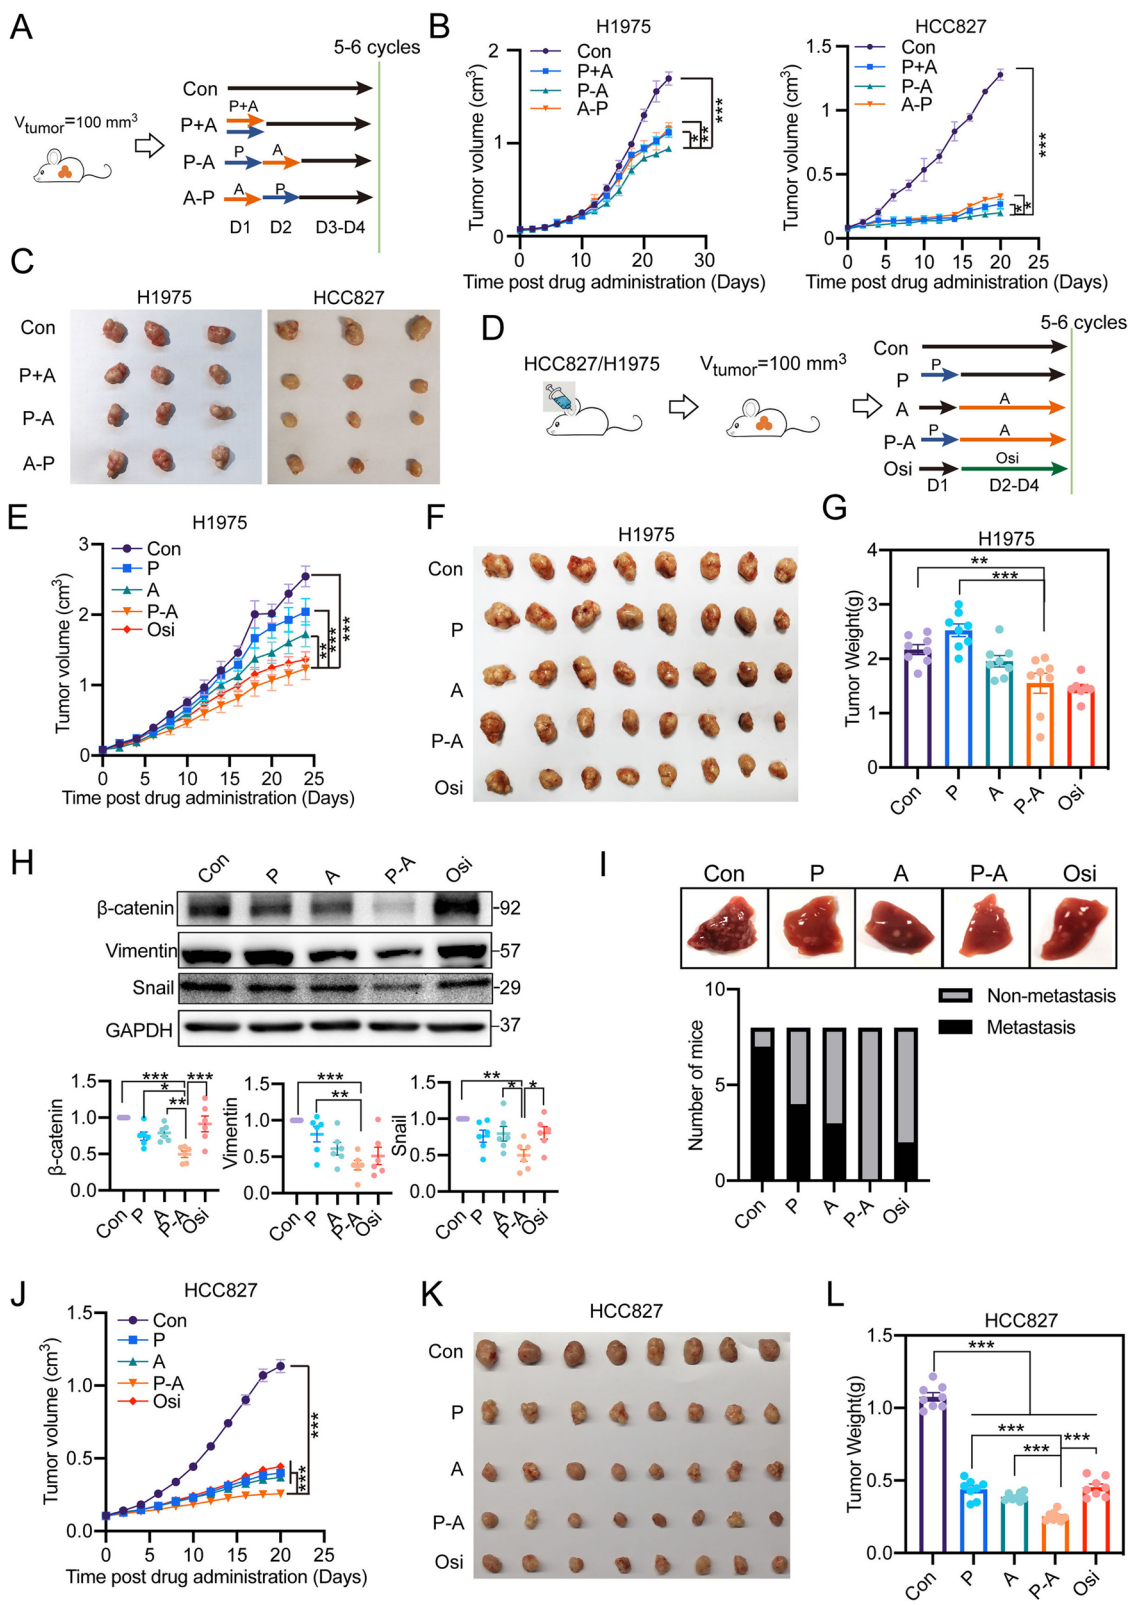 A
5-6 cycles
Con
P+A
P+A
P-A
P
A
A-P
A
P
Vtumor=100 mm³
D1 D2 D3-D4
B
H1975
Tumor volume (cm³)
2
1
0
Con
P+A
P-A
A-P
*
**
***
0 10 20 30
Time post drug administration (Days)
HCC827
Tumor volume (cm³)
1.5
1.0
0.5
0
Con
P+A
P-A
A-P
*
*
***
0 5 10 15 20 25
Time post drug administration (Days)
C
H1975 HCC827
Con
P+A
P-A
A-P
D
HCC827/H1975
Vtumor=100 mm³
5-6 cycles
Con
P
P
A
A
P-A
P
A
Osi
Osi
D1 D2-D4
E
H1975
Tumor volume (cm³)
3
2
1
0
Con
P
A
P-A
Osi
**
***
***
0 5 10 15 20 25
Time post drug administration (Days)
F
H1975
Con
P
A
P-A
Osi
G
H1975
Tumor Weight(g)
4
3
2
1
0
**
***
Con P A P-A Osi
H
Con P A P-A Osi
β-catenin 92
Vimentin 57
Snail 29
GAPDH 37
β-catenin
1.5
1.0
0.5
0.0
*** ***
*
**
Con P A P-A Osi
Vimentin
1.5
1.0
0.5
0.0
***
**
Con P A P-A Osi
Snail
1.5
1.0
0.5
0.0
**
* *
Con P A P-A Osi
I
Con P A P-A Osi
Number of mice
10
5
0
Non-metastasis
Metastasis
Con P A P-A Osi
J
HCC827
Tumor volume (cm³)
1.5
1.0
0.5
0.0
Con
P
A
P-A
Osi
***
***
0 5 10 15 20 25
Time post drug administration (Days)
K
HCC827
Con
P
A
P-A
Osi
L
HCC827
Tumor Weight(g)
1.5
1.0
0.5
0.0
***
***
*** ***
Con P A P-A Osi